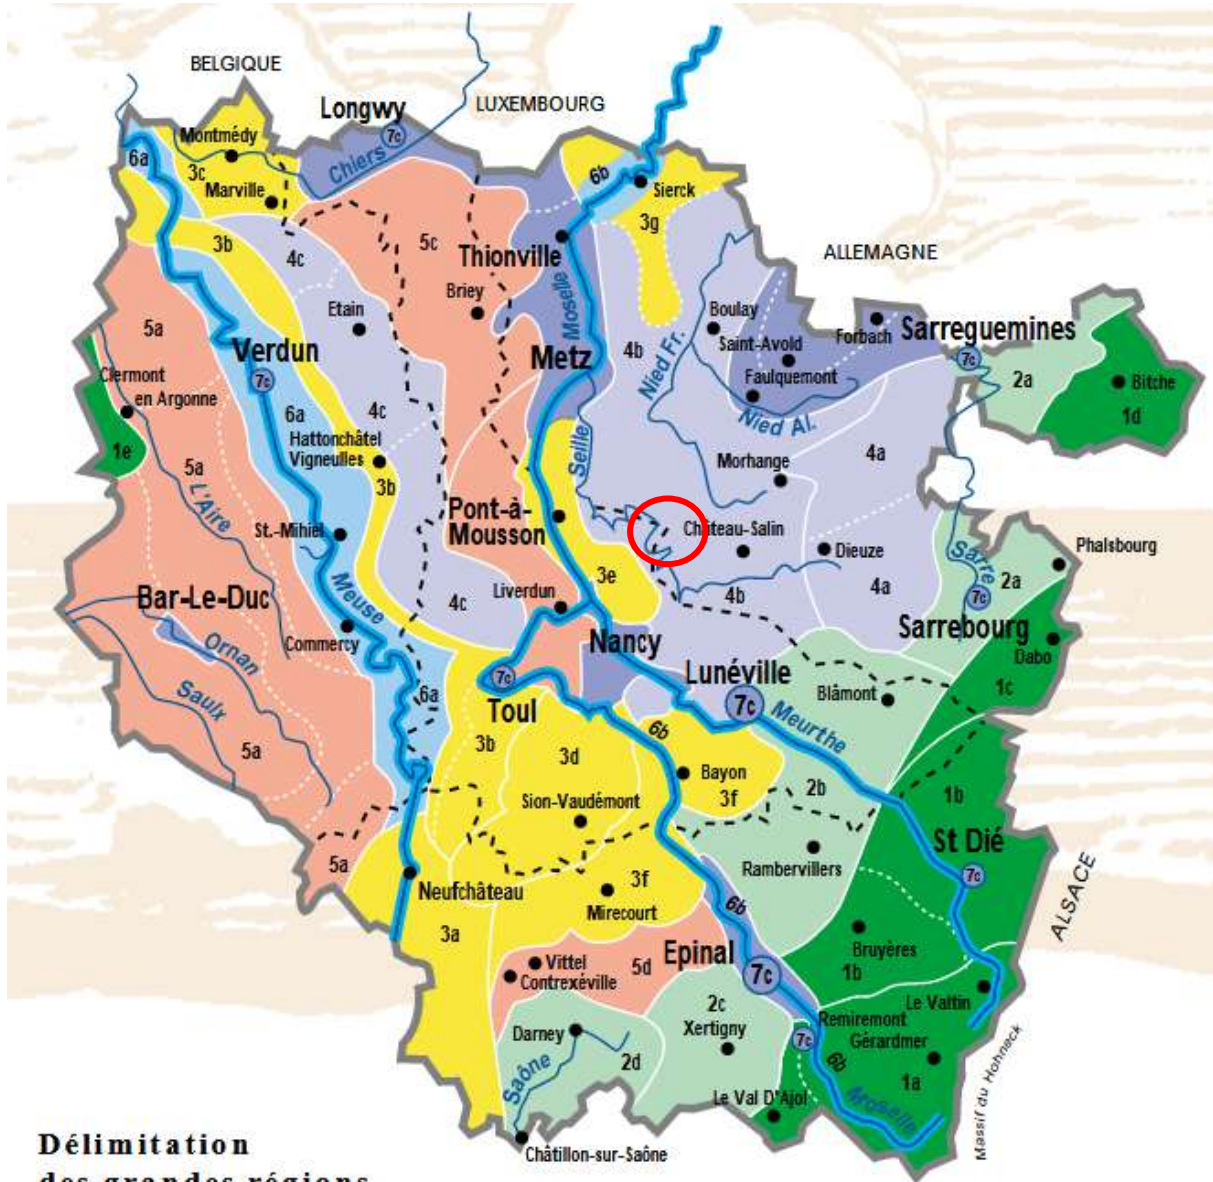 BELGIQUE
LUXEMBOURG
Longwy
7c
Chiers
Montmédy
6a
3c
Marville
6b
Sierck
3g
3b
4c
5c
Thionville
Moselle
ALLEMAGNE
Briey
Etain
Boulay
Saint-Avold
Forbach
Sarreguemines
7c
5a
Verdun
7c
Metz
4b
Nied Fr.
Faulquemont
Nied Al.
2a
Bitche
1d
Clermont
en Argonne
1e
6a
4c
Hattonchâtel
Vigneulles
3b
Seille
Morhange
4a
5a
L'Aire
St.-Mihiel
Pont-à-
Mousson
Château-Salin
Dieuze
Sarre
Phalsbourg
2a
3e
Liverdun
4c
4b
4a
7c
Bar-Le-Duc
Meuse
Commercy
Ornan
Saulx
Nancy
Sarrebourg
Dabo
1c
Lunéville
7c
Blâmont
7c
Toul
6a
5a
3b
3d
6b
Meurthe
Bayon
3f
2b
1b
Sion-Vaudémont
St Dié
7c
5a
Rambervillers
Neufchâteau
3f
Mirecourt
6b
ALSACE
3a
Vittel
Contrexéville
5d
Epinal
7c
Bruyères
1b
Le Valtin
2c
Xertigny
Remiremont
7c
Gérardmer
Darney
Saône
2d
6b
1a
Massif du Hohneck
Le Val D'Ajol
Moselle
Châtillon-sur-Saône
Délimitation
des grandes régions